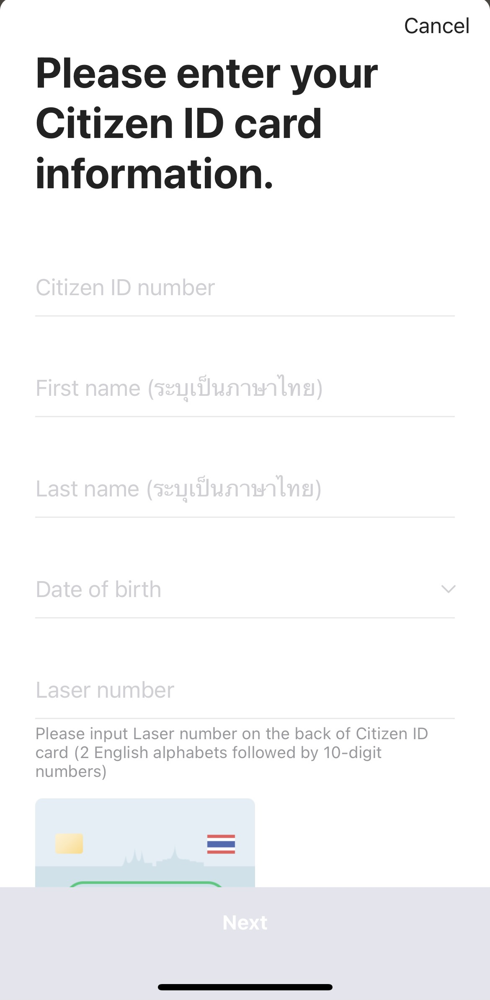 Cancel
Please enter your
Citizen ID card
information.
Citizen ID number
First name (ระบุเป็นภาษาไทย)
Last name (ระบุเป็นภาษาไทย)
Date of birth
Laser number
Please input Laser number on the back of Citizen ID
card (2 English alphabets followed by 10-digit
numbers)
Next